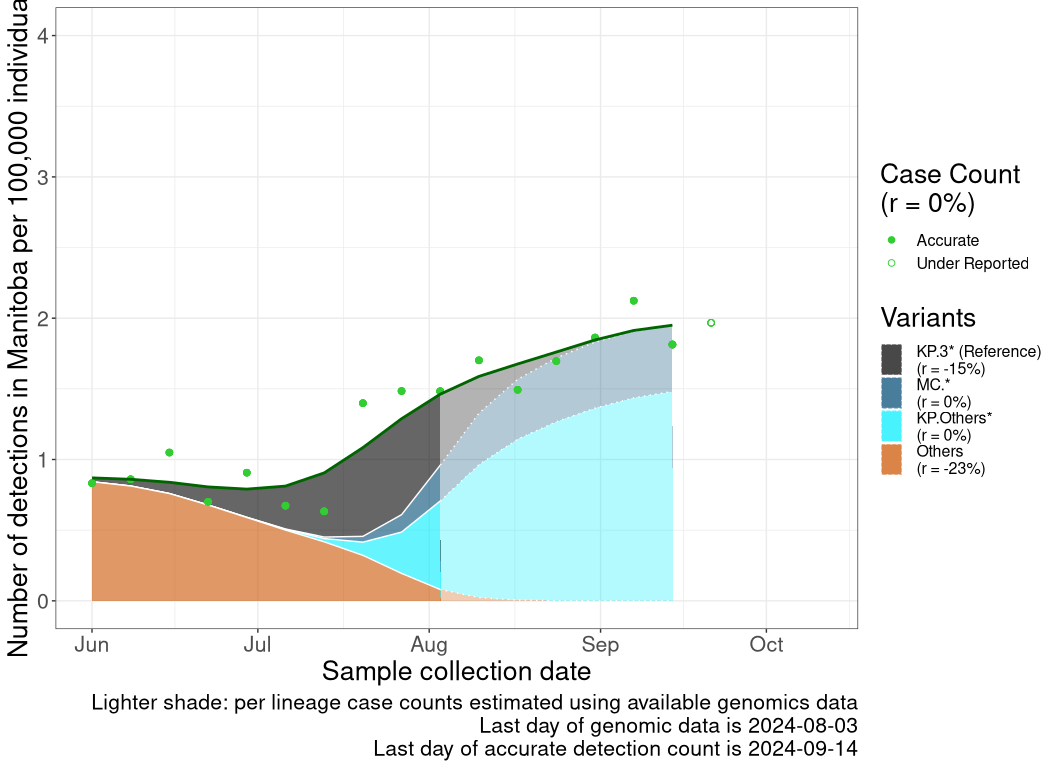 Number of detections in Manitoba per 100,000
4
3
2
1
0
Jun
Jul
Aug
Sep
Oct
Sample collection date
Lighter shade: per lineage case counts estimated using available genomics data
Last day of genomic data is 2024-08-03
Last day of accurate detection count is 2024-09-14
Case Count
(r = 0%)
Accurate
Under Reported
Variants
KP.3* (Reference)
(r = -15%)
MC.*
(r = 0%)
KP.Others*
(r = 0%)
Others
(r = -23%)